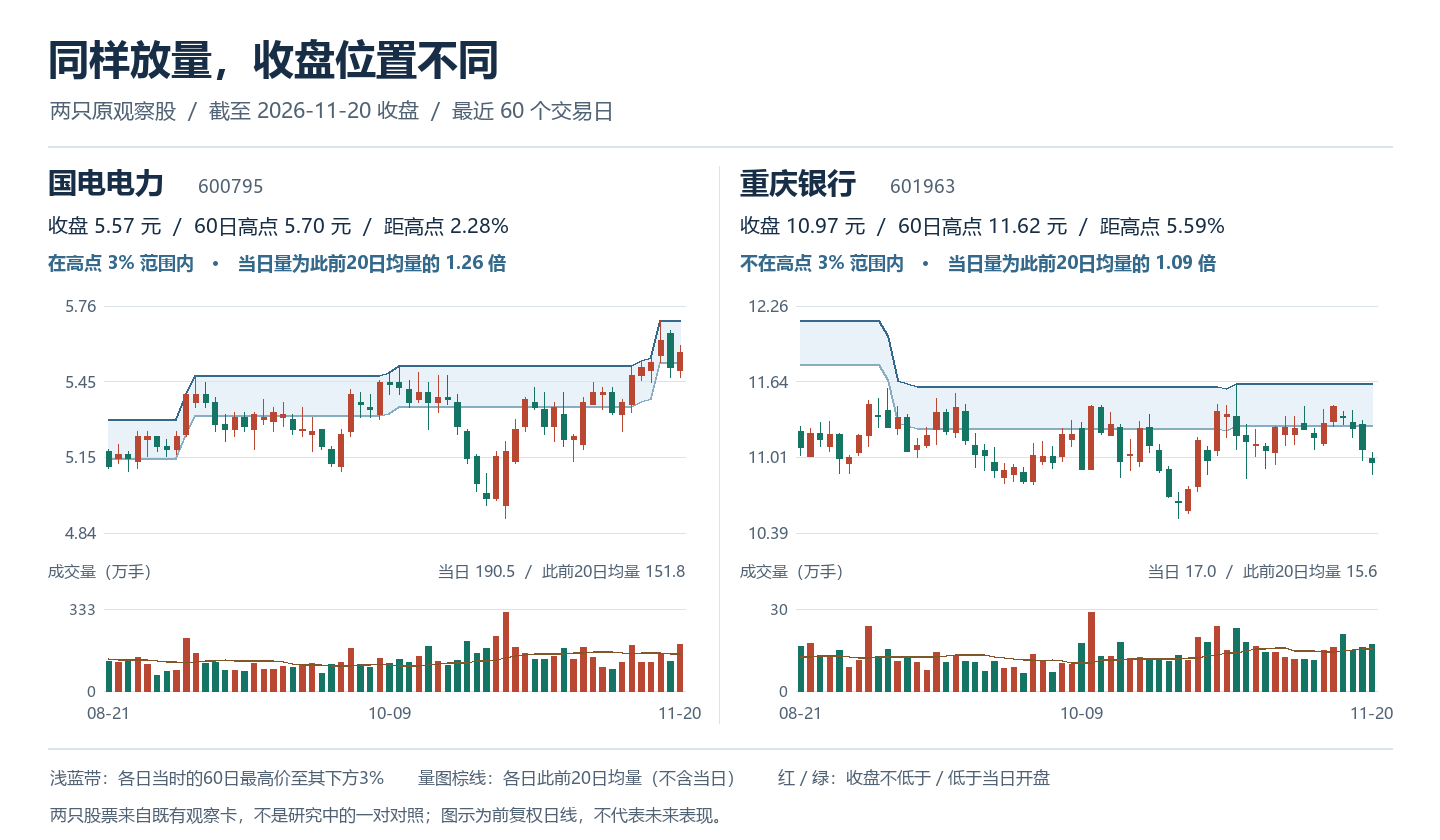 同样放量，收盘位置不同
两只原观察股 / 截至 2026-11-20 收盘 / 最近 60 个交易日
国电电力 600795
收盘 5.57 元 / 60日高点 5.70 元 / 距高点 2.28%
在高点 3% 范围内 • 当日量为此前20日均量的 1.26 倍
5.76
5.45
5.15
4.84
成交量（万手） 当日 190.5 / 此前20日均量 151.8
333
0
08-21 10-09 11-20
重庆银行 601963
收盘 10.97 元 / 60日高点 11.62 元 / 距高点 5.59%
不在高点 3% 范围内 • 当日量为此前20日均量的 1.09 倍
12.26
11.64
11.01
10.39
成交量（万手） 当日 17.0 / 此前20日均量 15.6
30
0
08-21 10-09 11-20
浅蓝带：各日当时的60日最高价至其下方3% 量图棕线：各日此前20日均量（不含当日） 红 / 绿：收盘不低于 / 低于当日开盘
两只股票来自既有观察卡，不是研究中的一对对照；图示为前复权日线，不代表未来表现。